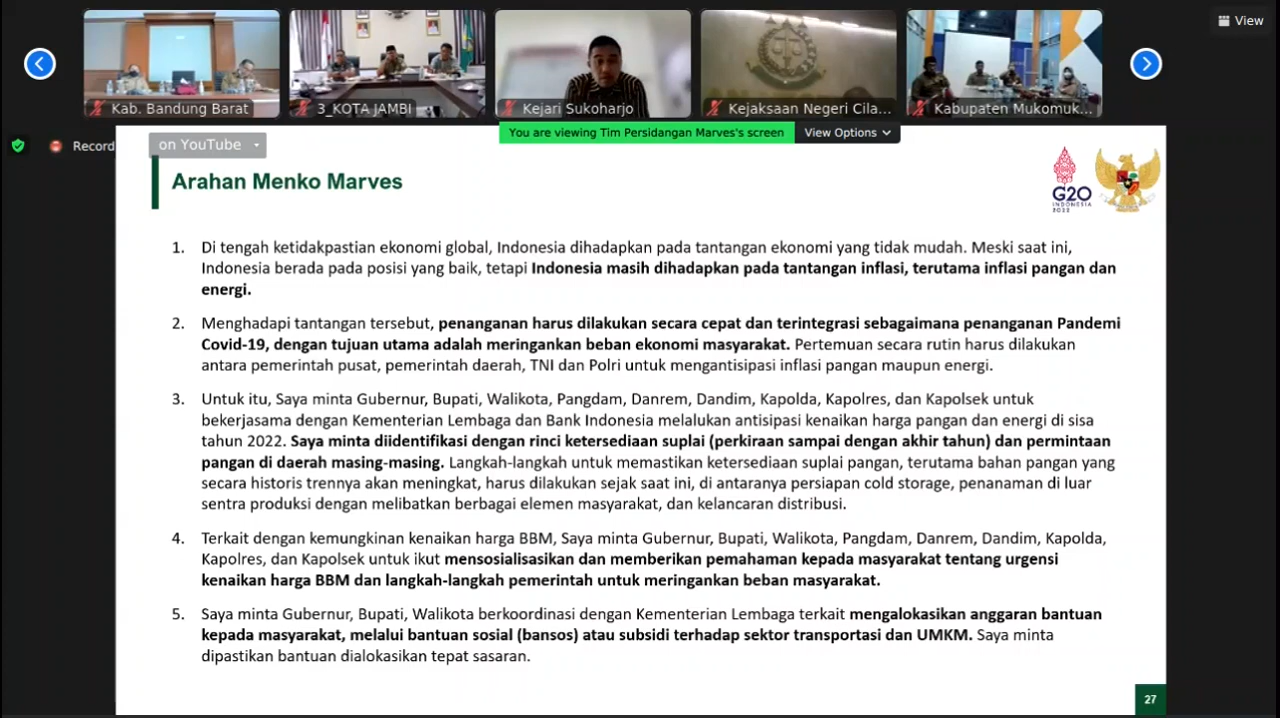 View
Kab. Bandung Barat
3_KOTA JAMBI
Kejari Sukoharjo
Kejaksaan Negeri Cila...
Kabupaten Mukomuk...
You are viewing Tim Persidangan Marves's screen
View Options
Record
on YouTube
Arahan Menko Marves
G20
INDONESIA
2022
1. Di tengah ketidakpastian ekonomi global, Indonesia dihadapkan pada tantangan ekonomi yang tidak mudah. Meski saat ini,
Indonesia berada pada posisi yang baik, tetapi Indonesia masih dihadapkan pada tantangan inflasi, terutama inflasi pangan dan
energi.
2. Menghadapi tantangan tersebut, penanganan harus dilakukan secara cepat dan terintegrasi sebagaimana penanganan Pandemi
Covid-19, dengan tujuan utama adalah meringankan beban ekonomi masyarakat. Pertemuan secara rutin harus dilakukan
antara pemerintah pusat, pemerintah daerah, TNI dan Polri untuk mengantisipasi inflasi pangan maupun energi.
3. Untuk itu, Saya minta Gubernur, Bupati, Walikota, Pangdam, Danrem, Dandim, Kapolda, Kapolres, dan Kapolsek untuk
bekerjasama dengan Kementerian Lembaga dan Bank Indonesia melalukan antisipasi kenaikan harga pangan dan energi di sisa
tahun 2022. Saya minta diidentifikasi dengan rinci ketersediaan suplai (perkiraan sampai dengan akhir tahun) dan permintaan
pangan di daerah masing-masing. Langkah-langkah untuk memastikan ketersediaan suplai pangan, terutama bahan pangan yang
secara historis trennya akan meningkat, harus dilakukan sejak saat ini, di antaranya persiapan cold storage, penanaman di luar
sentra produksi dengan melibatkan berbagai elemen masyarakat, dan kelancaran distribusi.
4. Terkait dengan kemungkinan kenaikan harga BBM, Saya minta Gubernur, Bupati, Walikota, Pangdam, Danrem, Dandim, Kapolda,
Kapolres, dan Kapolsek untuk ikut mensosialisasikan dan memberikan pemahaman kepada masyarakat tentang urgensi
kenaikan harga BBM dan langkah-langkah pemerintah untuk meringankan beban masyarakat.
5. Saya minta Gubernur, Bupati, Walikota berkoordinasi dengan Kementerian Lembaga terkait mengalokasikan anggaran bantuan
kepada masyarakat, melalui bantuan sosial (bansos) atau subsidi terhadap sektor transportasi dan UMKM. Saya minta
dipastikan bantuan dialokasikan tepat sasaran.
27